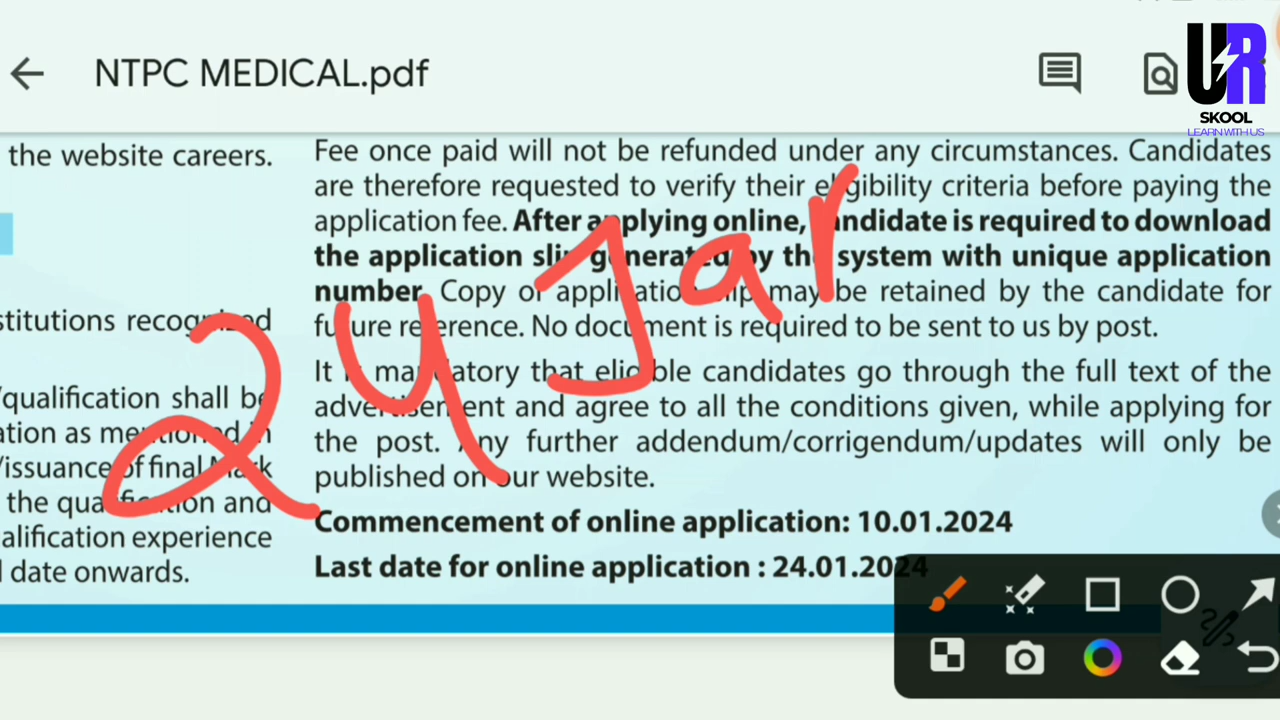 NTPC MEDICAL.pdf
UR
SKOOL
LEARN WITH US
the website careers.
stitutions recognized
qualification shall be
ation as mentioned in
/issuance of final Mark
the qualification and
alification experience
date onwards.
Fee once paid will not be refunded under any circumstances. Candidates
are therefore requested to verify their eligibility criteria before paying the
application fee. After applying online, candidate is required to download
the application slip generated by the system with unique application
number. Copy of application slip may be retained by the candidate for
future reference. No document is required to be sent to us by post.
It is mandatory that eligible candidates go through the full text of the
advertisement and agree to all the conditions given, while applying for
the post. Any further addendum/corrigendum/updates will only be
published on our website.
Commencement of online application: 10.01.2024
Last date for online application : 24.01.2024
24 Jan